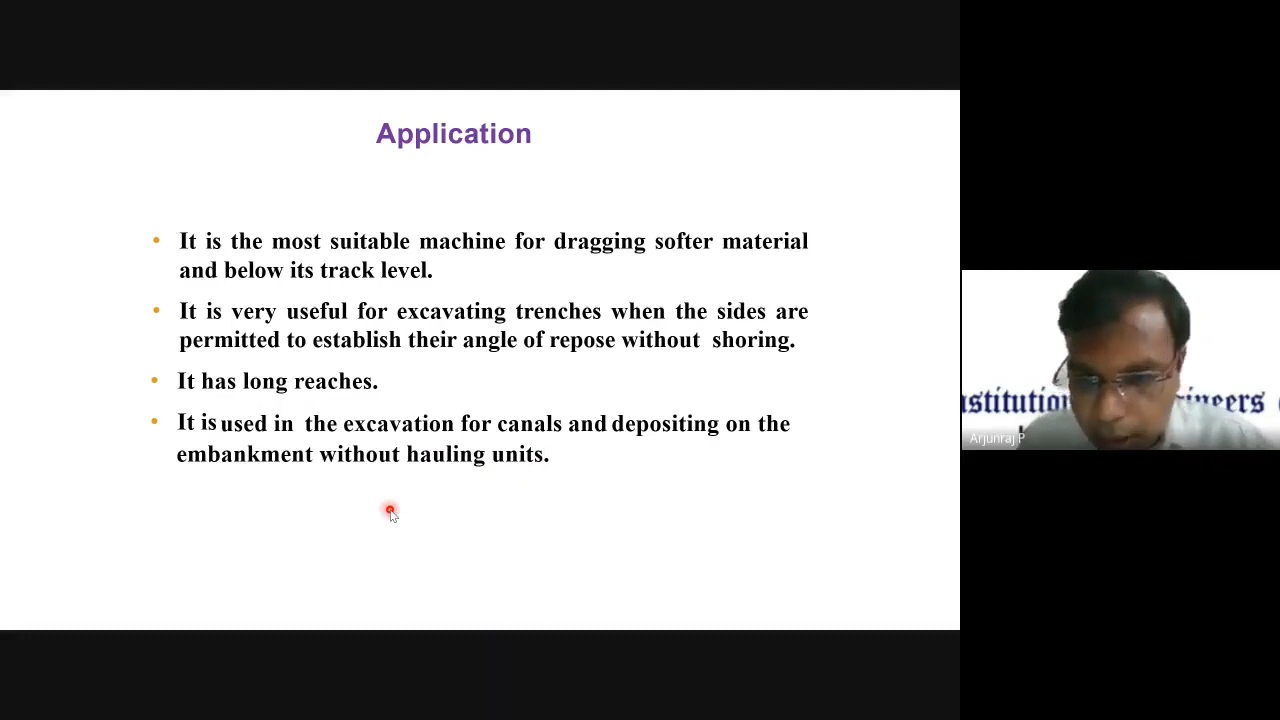 Application
• It is the most suitable machine for dragging softer material
and below its track level.
• It is very useful for excavating trenches when the sides are
permitted to establish their angle of repose without shoring.
• It has long reaches.
• It is used in the excavation for canals and depositing on the
embankment without hauling units.
Arjunraj P